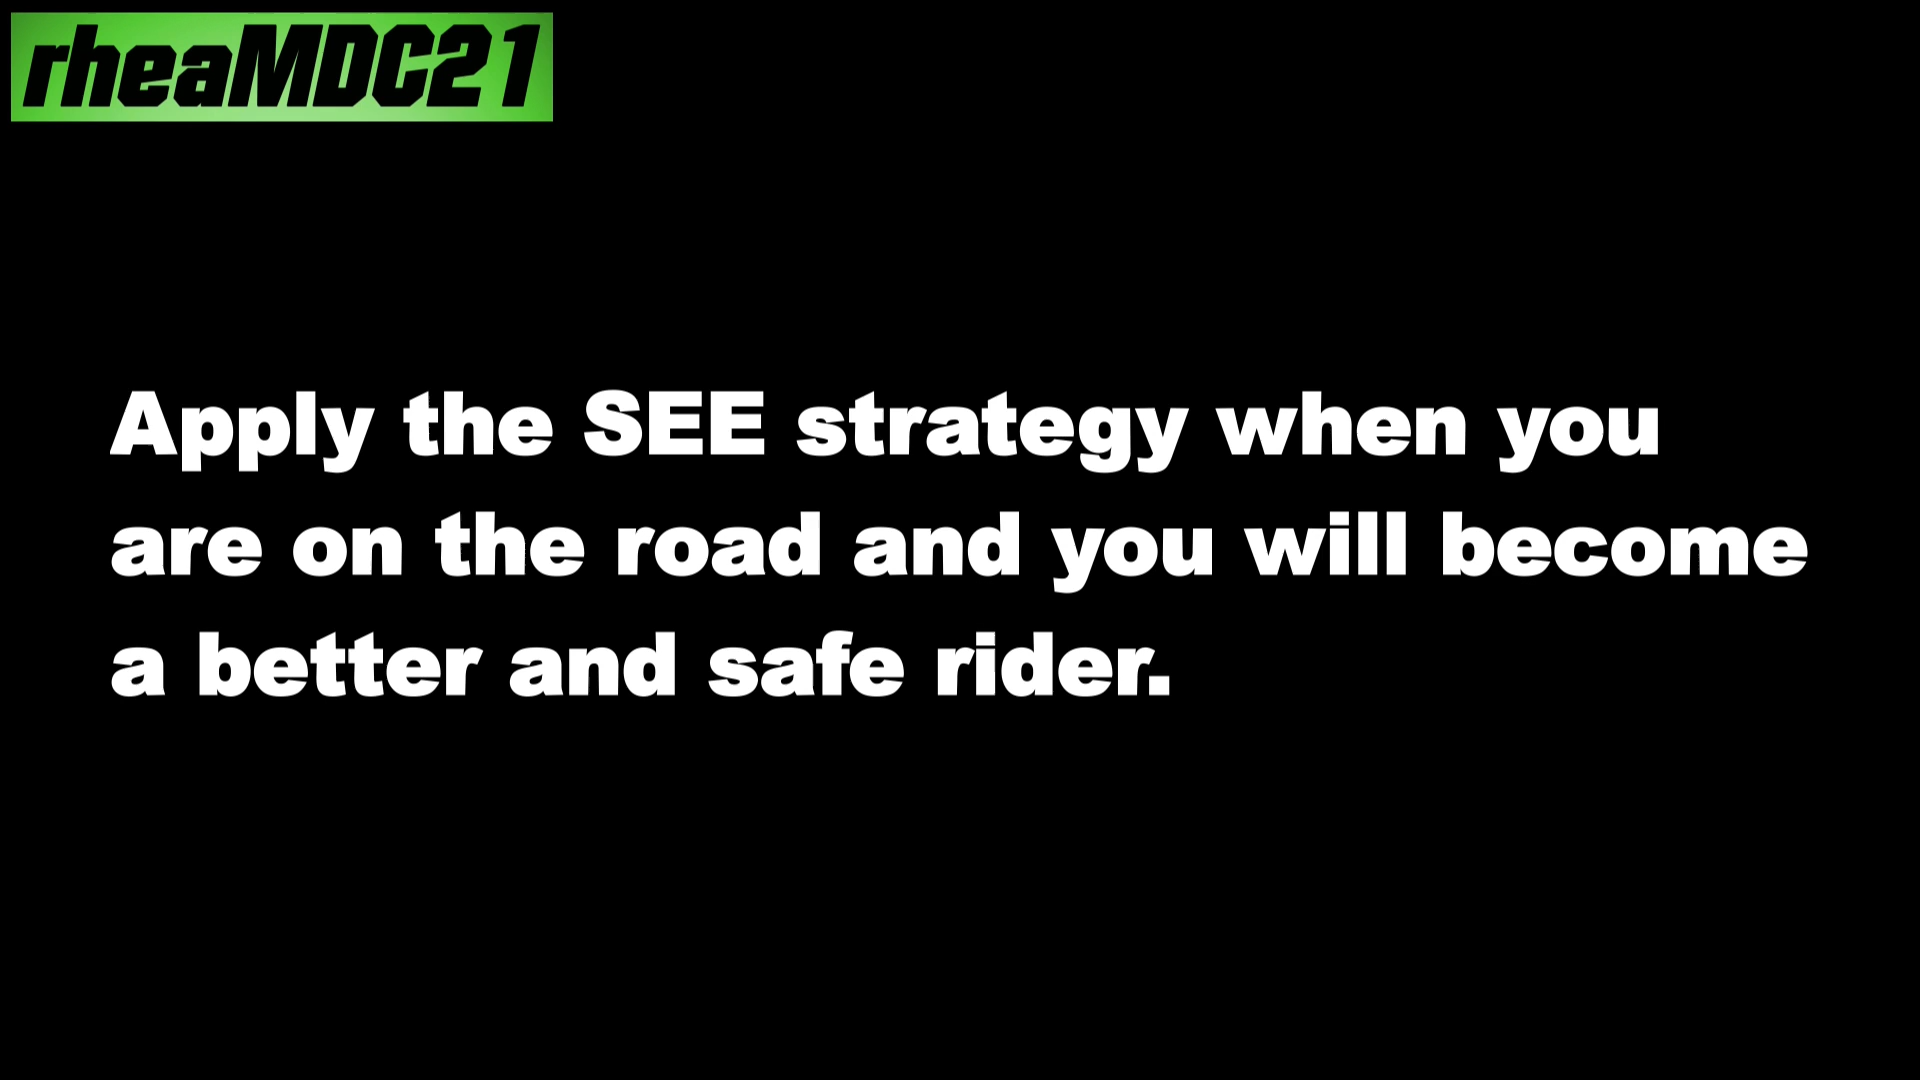 rheaMDC21
Apply the SEE strategy when you
are on the road and you will become
a better and safe rider.